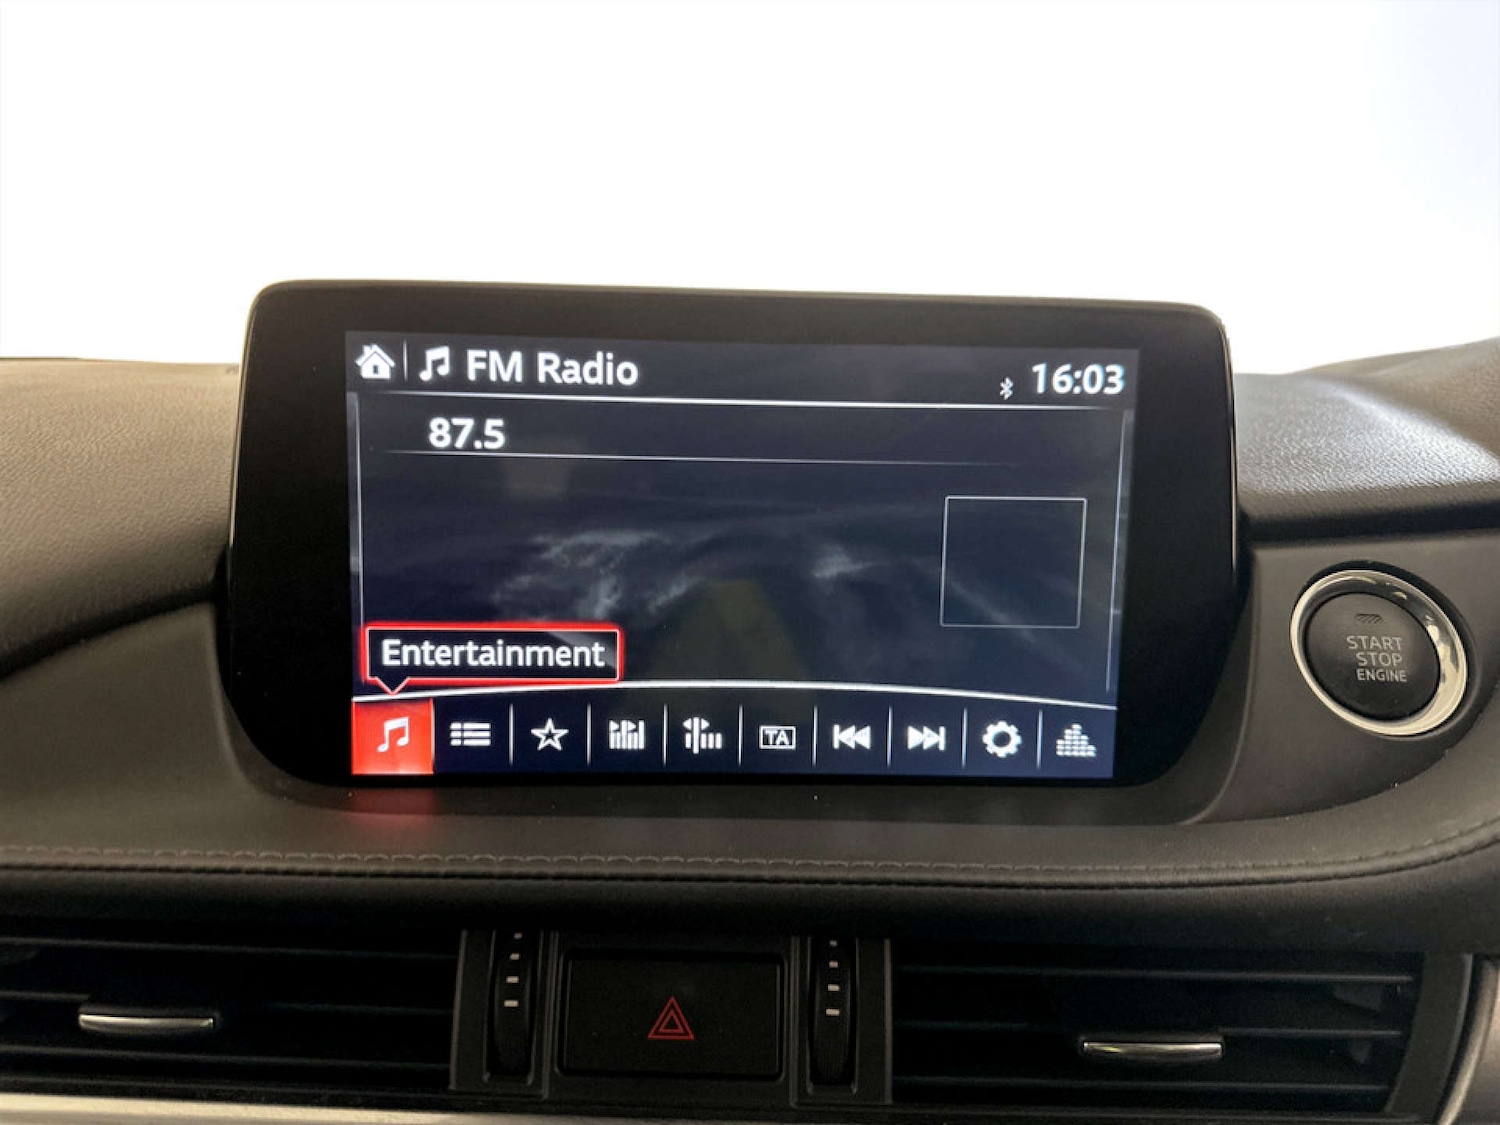 FM Radio
16:03
87.5
Entertainment
TA
START
STOP
ENGINE